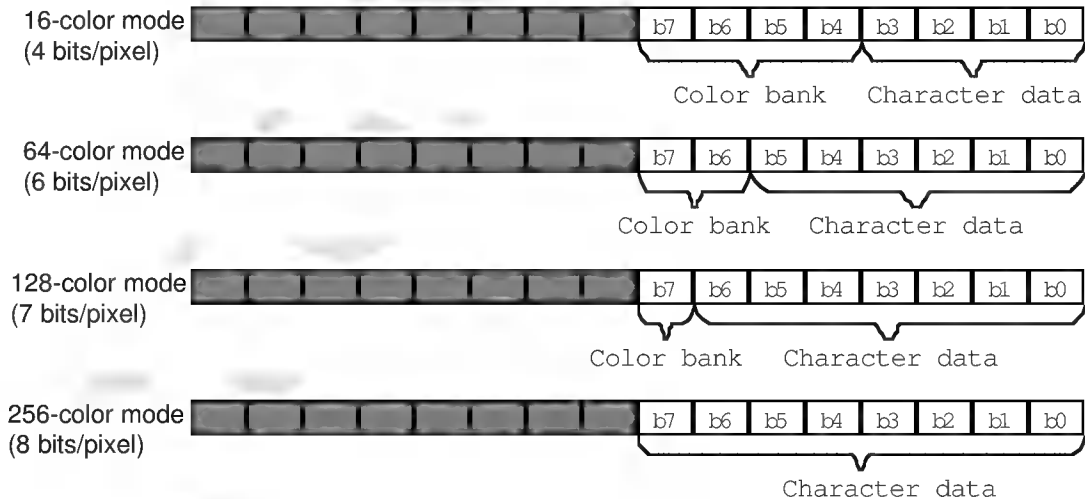 16-color mode b7 b6 b5 b4 b3 b2 b1 b0
(4 bits/pixel)
Color bank Character data
64-color mode b7 b6 b5 b4 b3 b2 b1 b0
(6 bits/pixel)
Color bank Character data
128-color mode b7 b6 b5 b4 b3 b2 b1 b0
(7 bits/pixel)
Color bank Character data
256-color mode b7 b6 b5 b4 b3 b2 b1 b0
(8 bits/pixel)
Character data